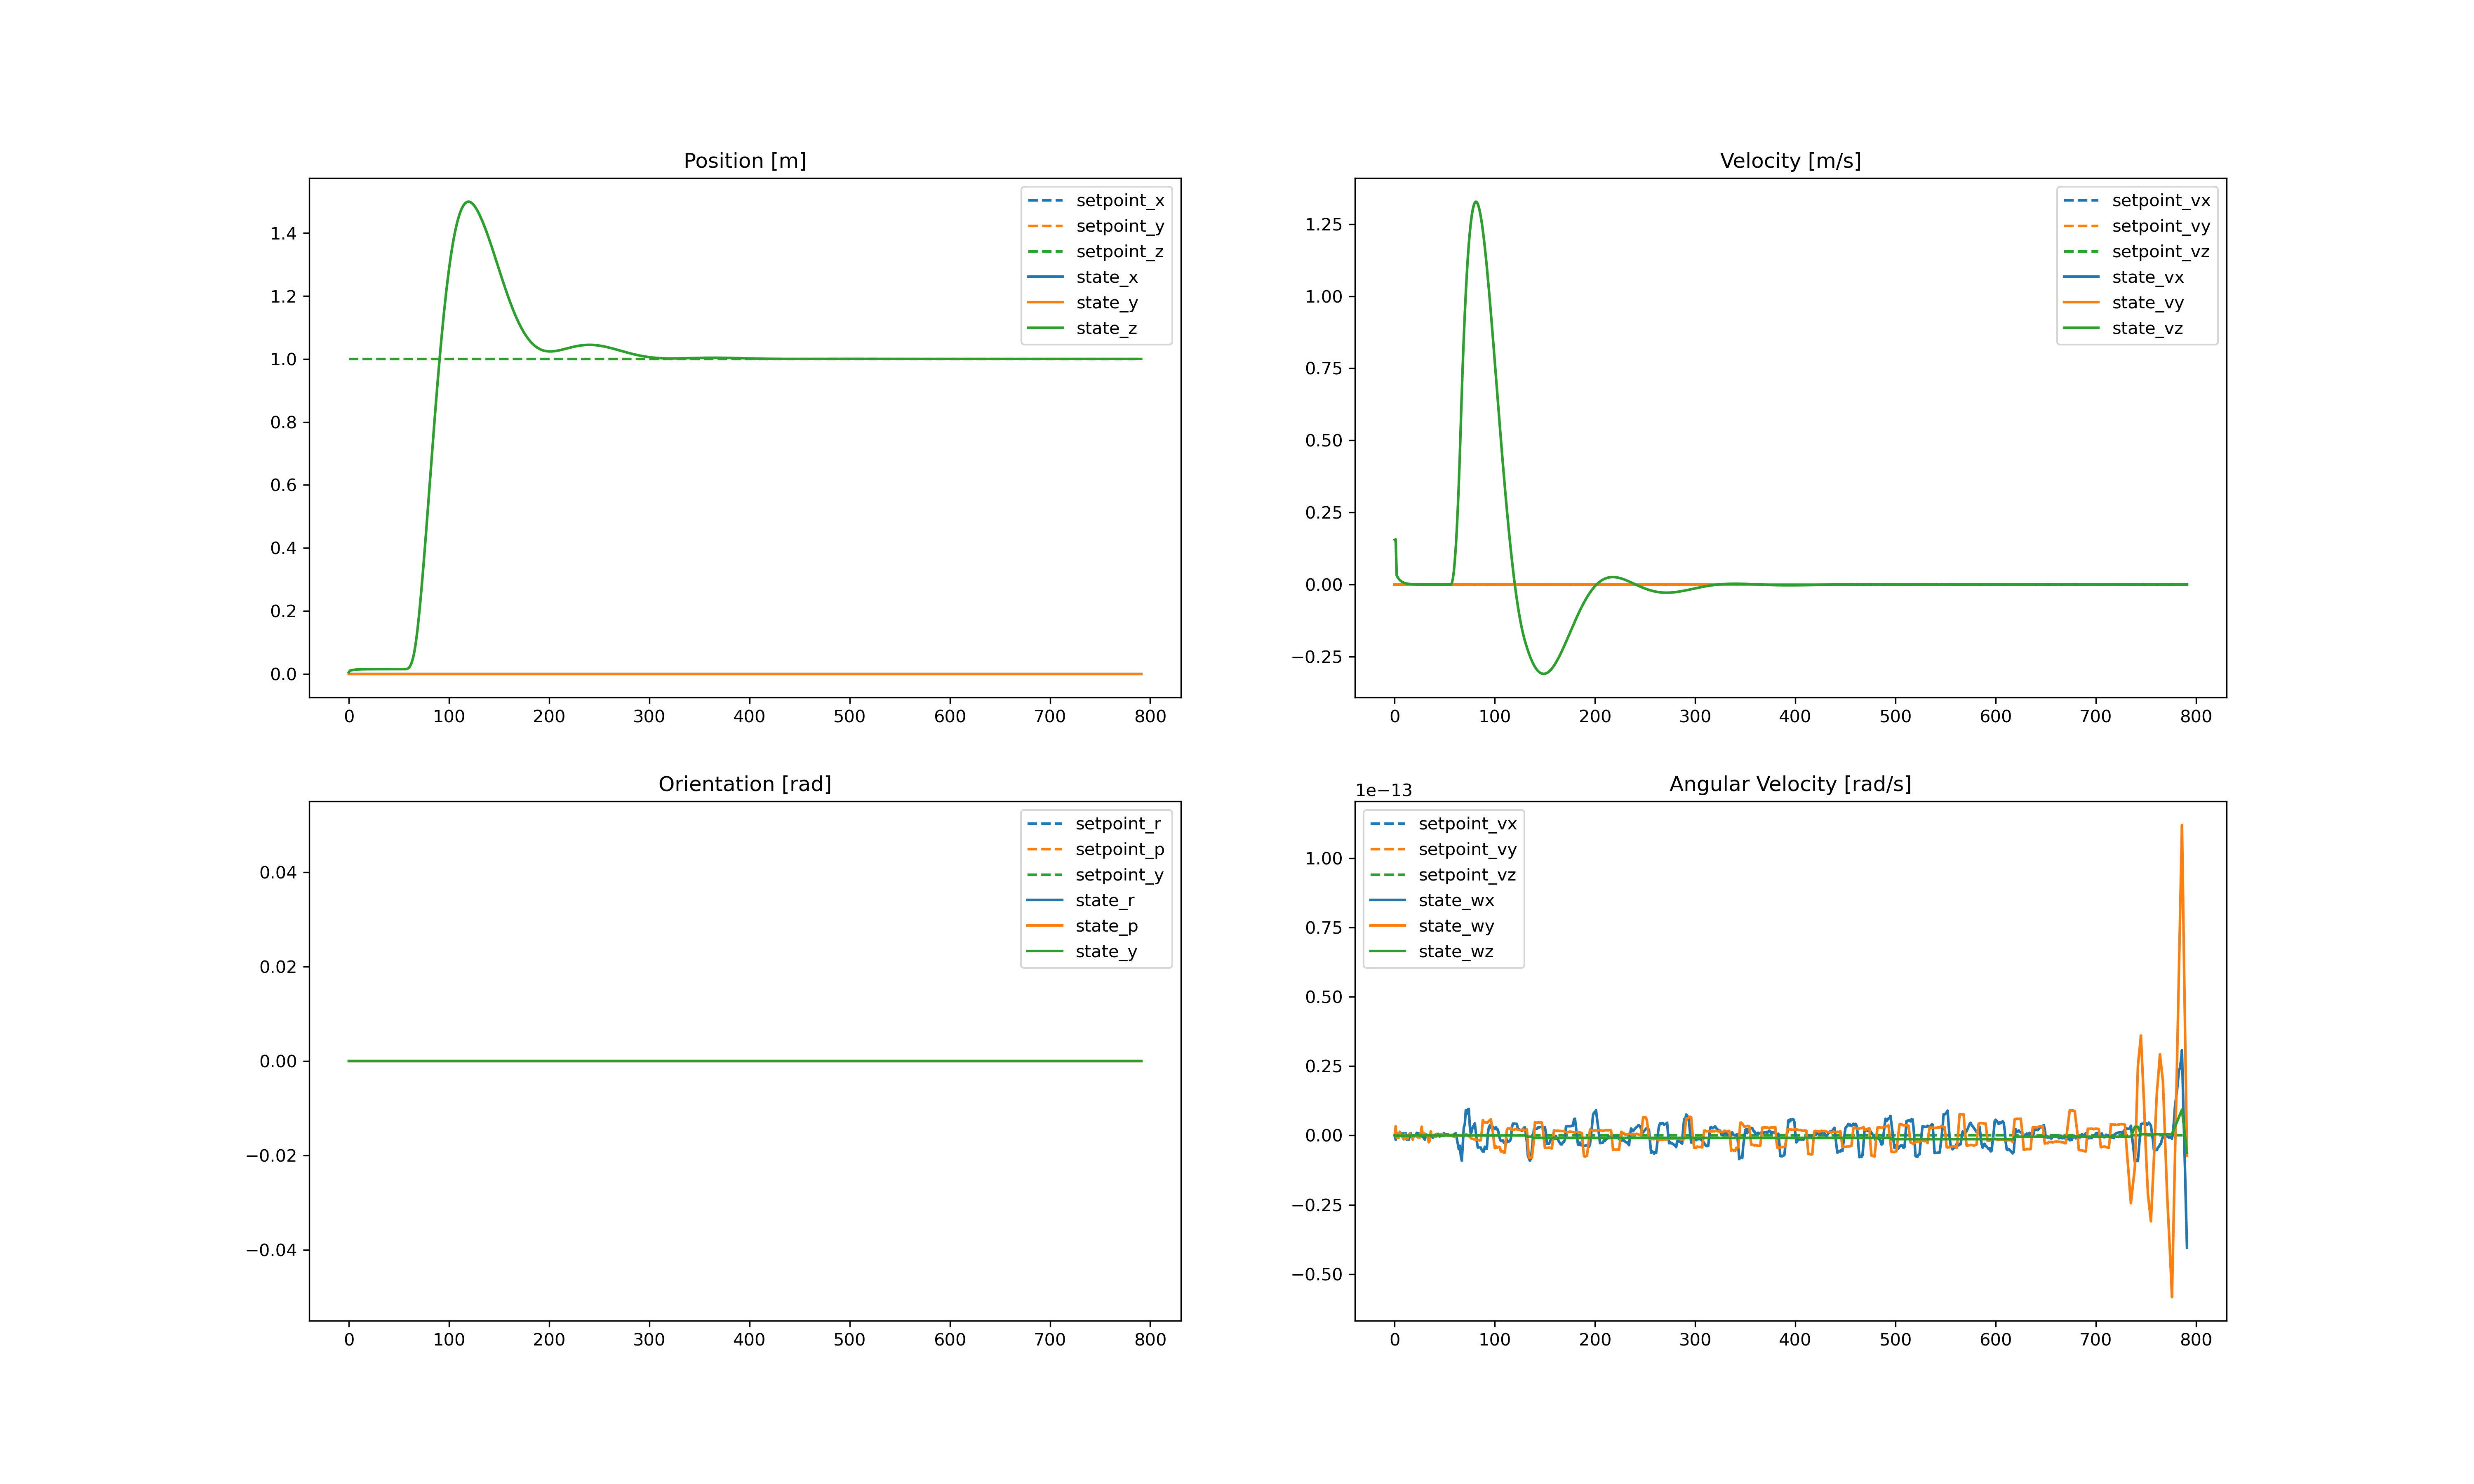 Position [m]
1.4
1.2
1.0
0.8
0.6
0.4
0.2
0.0
0 100 200 300 400 500 600 700 800
setpoint_x
setpoint_y
setpoint_z
state_x
state_y
state_z
Velocity [m/s]
1.25
1.00
0.75
0.50
0.25
0.00
−0.25
0 100 200 300 400 500 600 700 800
setpoint_vx
setpoint_vy
setpoint_vz
state_vx
state_vy
state_vz
Orientation [rad]
0.04
0.02
0.00
−0.02
−0.04
0 100 200 300 400 500 600 700 800
setpoint_r
setpoint_p
setpoint_y
state_r
state_p
state_y
1e−13
Angular Velocity [rad/s]
1.00
0.75
0.50
0.25
0.00
−0.25
−0.50
0 100 200 300 400 500 600 700 800
setpoint_vx
setpoint_vy
setpoint_vz
state_wx
state_wy
state_wz